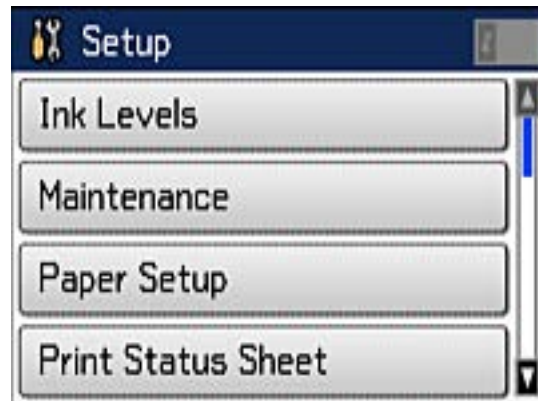 Setup
Ink Levels
Maintenance
Paper Setup
Print Status Sheet